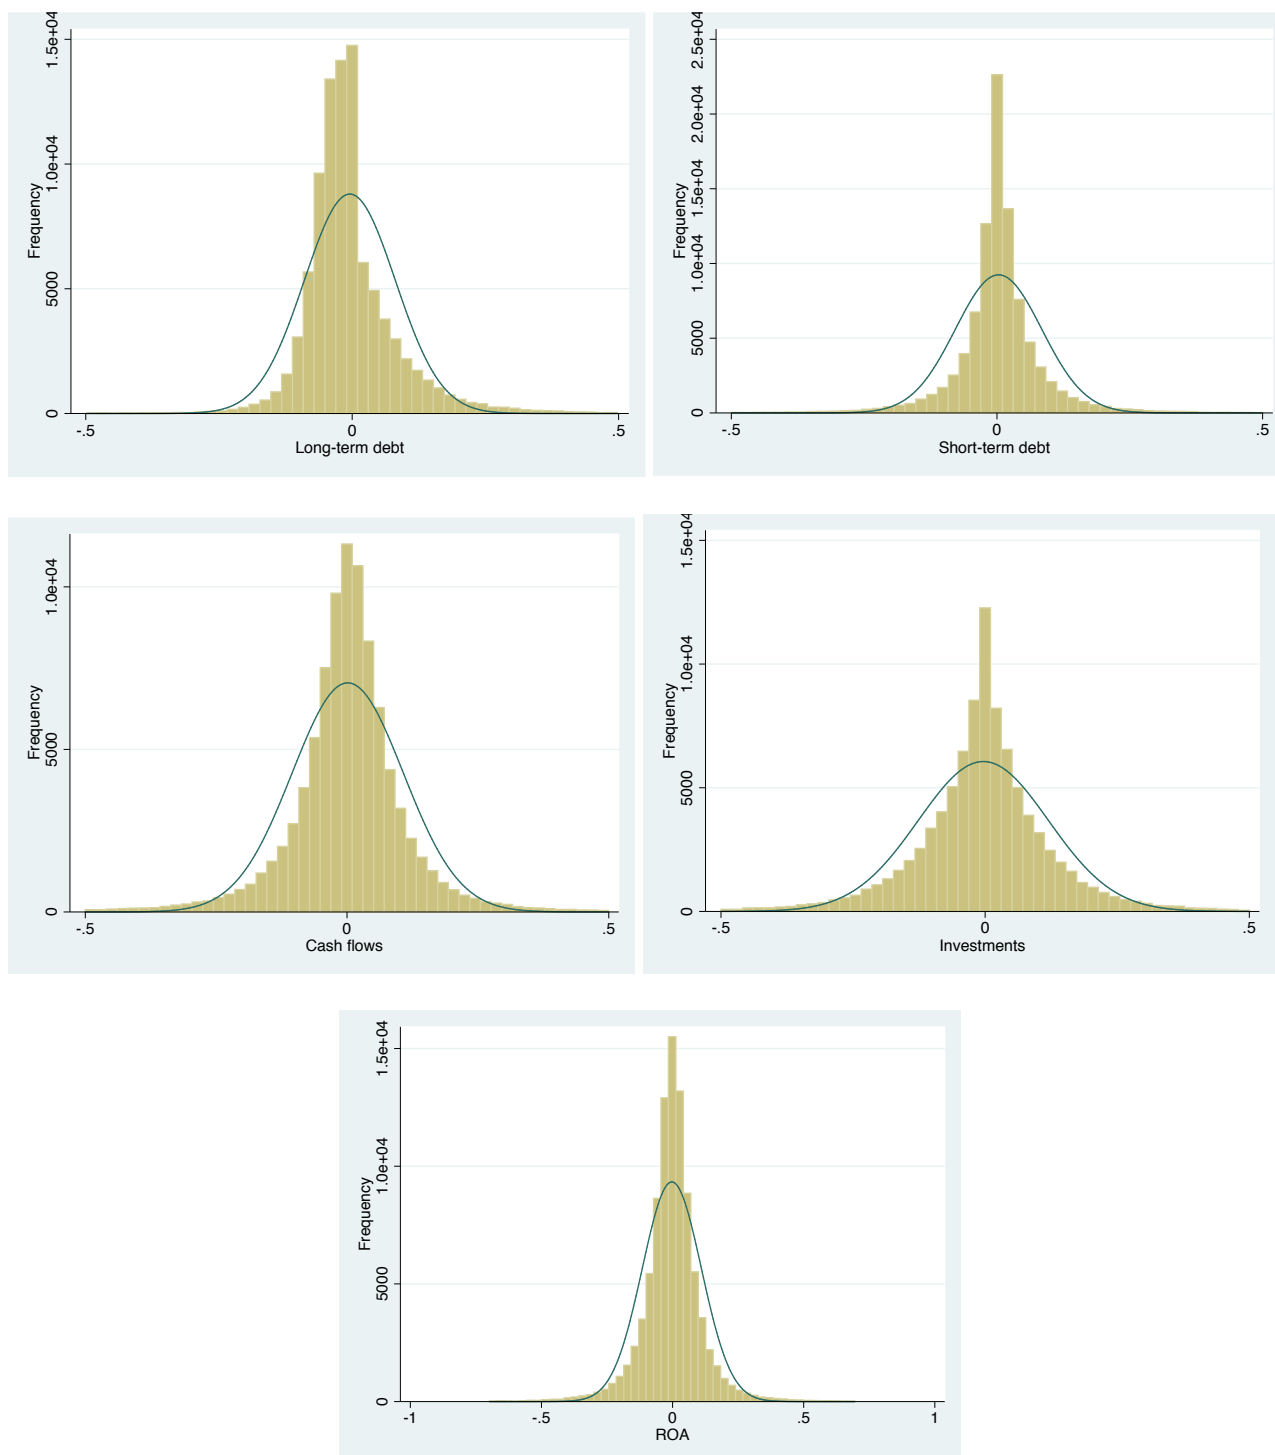 Frequency
0
5000
1.0e+04
1.5e+04
-.5
0
.5
Long-term debt
Frequency
0
5000
1.0e+04
1.5e+04
2.0e+04
2.5e+04
-.5
0
.5
Short-term debt
Frequency
0
5000
1.0e+04
-.5
0
.5
Cash flows
Frequency
0
5000
1.0e+04
1.5e+04
-.5
0
.5
Investments
Frequency
0
5000
1.0e+04
1.5e+04
-1
-.5
0
.5
1
ROA